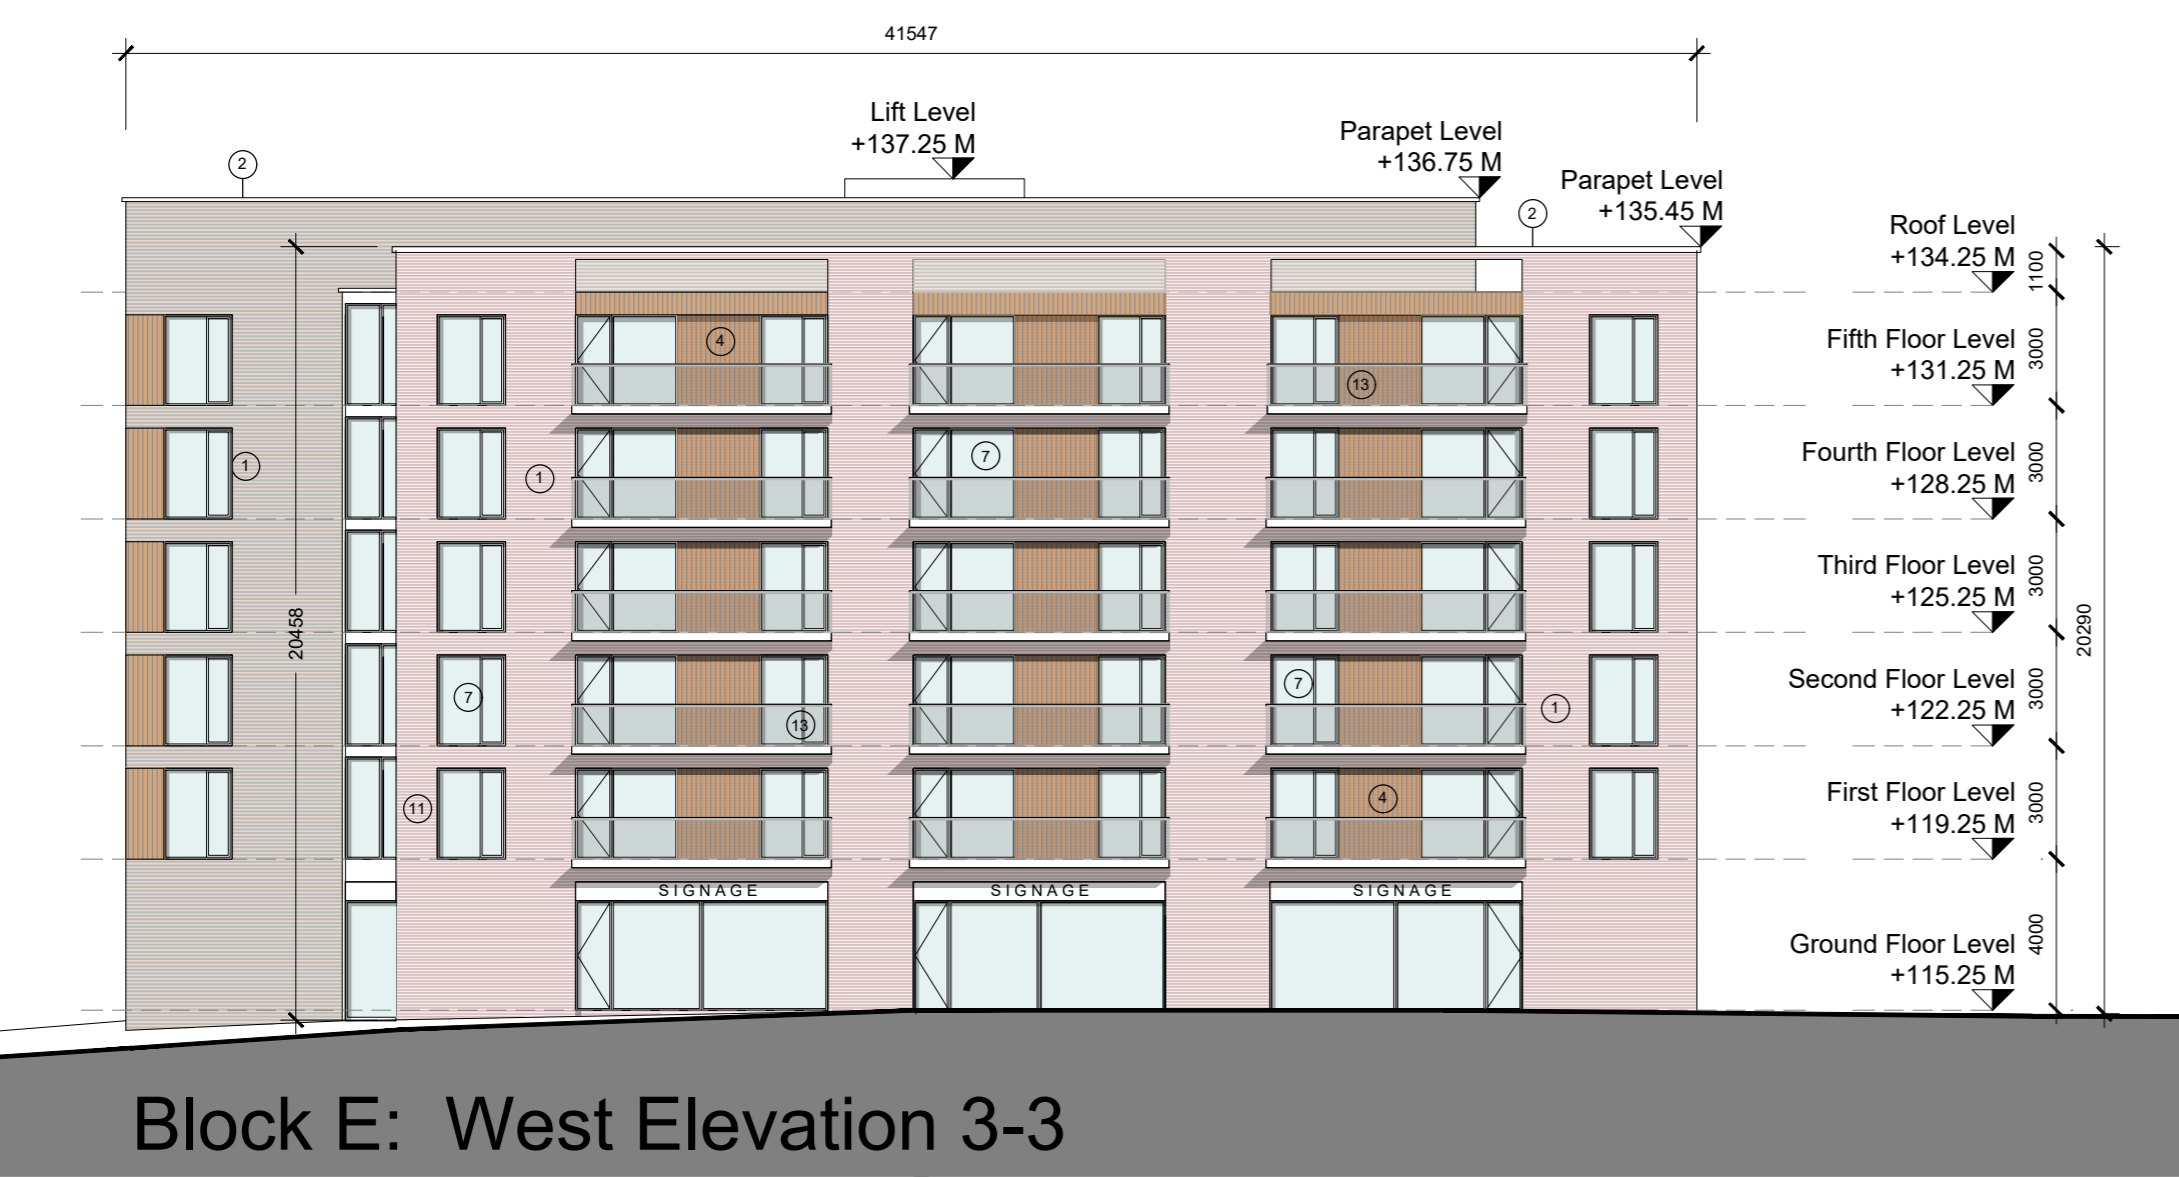 41547
Lift Level
+137.25 M
Parapet Level
+136.75 M
Parapet Level
+135.45 M
2
2
Roof Level
+134.25 M
1100
Fifth Floor Level
+131.25 M
3000
4
13
Fourth Floor Level
+128.25 M
3000
1
1
7
Third Floor Level
+125.25 M
3000
20458
20290
Second Floor Level
+122.25 M
3000
7
13
7
1
First Floor Level
+119.25 M
3000
11
4
SIGNAGE
SIGNAGE
SIGNAGE
Ground Floor Level
+115.25 M
4000
Block E: West Elevation 3-3